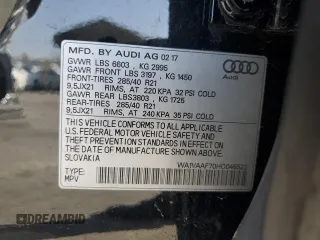 MFD. BY AUDI AG 02 17
GVWR LBS 6603 , KG 2995
GAWR FRONT LBS 3197 , KG 1450
FRONT-TIRES 285/40 R21
9,5JX21 RIMS, AT 220 KPA 32 PSI COLD
GAWR REAR LBS3803 , KG 1725
REAR-TIRES 285/40 R21
9,5JX21 RIMS, AT 240 KPA 35 PSI COLD
THIS VEHICLE CONFORMS TO ALL APPLICABLE
U.S. FEDERAL MOTOR VEHICLE SAFETY AND
THEFT PREVENTION STANDARDS IN EFFECT
ON THE DATE OF MANUFACTURE SHOWN ABOVE
SLOVAKIA
TYPE:
MPV
Audi
DREAMBID